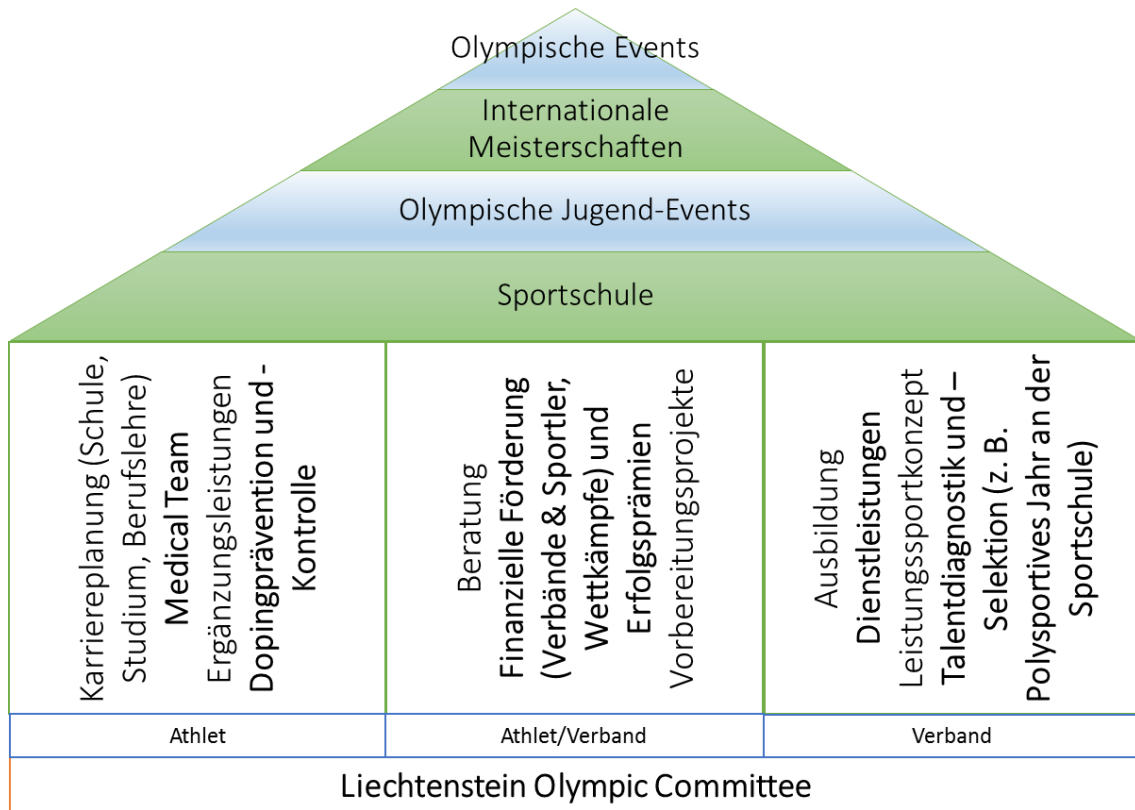 Olympische Events
Internationale
Meisterschaften
Olympische Jugend-Events
Sportschule
Karriereplanung (Schule,
Studium, Berufslehre)
Medical Team
Ergänzungsleistungen
Dopingprävention und -
Kontrolle
Beratung
Finanzielle Förderung
(Verbände & Sportler,
Wettkämpfe) und
Erfolgsprämien
Vorbereitungsprojekte
Ausbildung
Dienstleistungen
Leistungssportkonzept
Talentdiagnostik und –
Selektion (z. B.
Polysportives Jahr an der
Sportschule)
Athlet
Athlet/Verband
Verband
Liechtenstein Olympic Committee